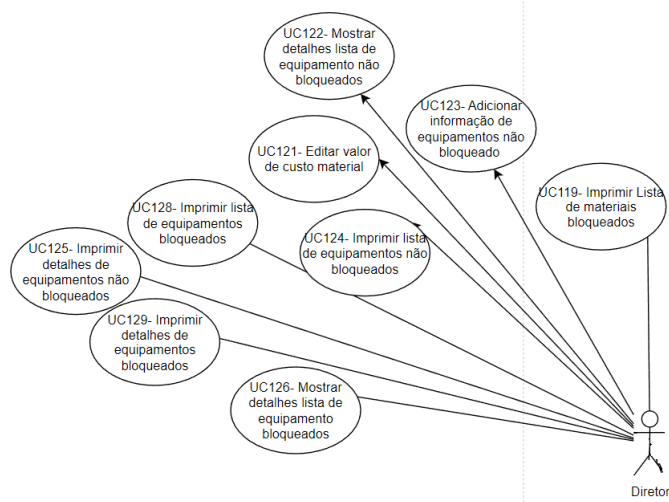 UC122- Mostrar
detalhes lista de
equipamento não
bloqueados
UC123- Adicionar
informação de
equipamentos não
bloqueado
UC121- Editar valor
de custo material
UC119- Imprimir Lista
de materiais
bloqueados
UC128- Imprimir lista
de equipamentos
bloqueados
UC124- Imprimir lista
de equipamentos não
bloqueados
UC125- Imprimir
detalhes de
equipamentos não
bloqueados
UC129- Imprimir
detalhes de
equipamentos
bloqueados
UC126- Mostrar
detalhes lista de
equipamento
bloqueados
Diretor